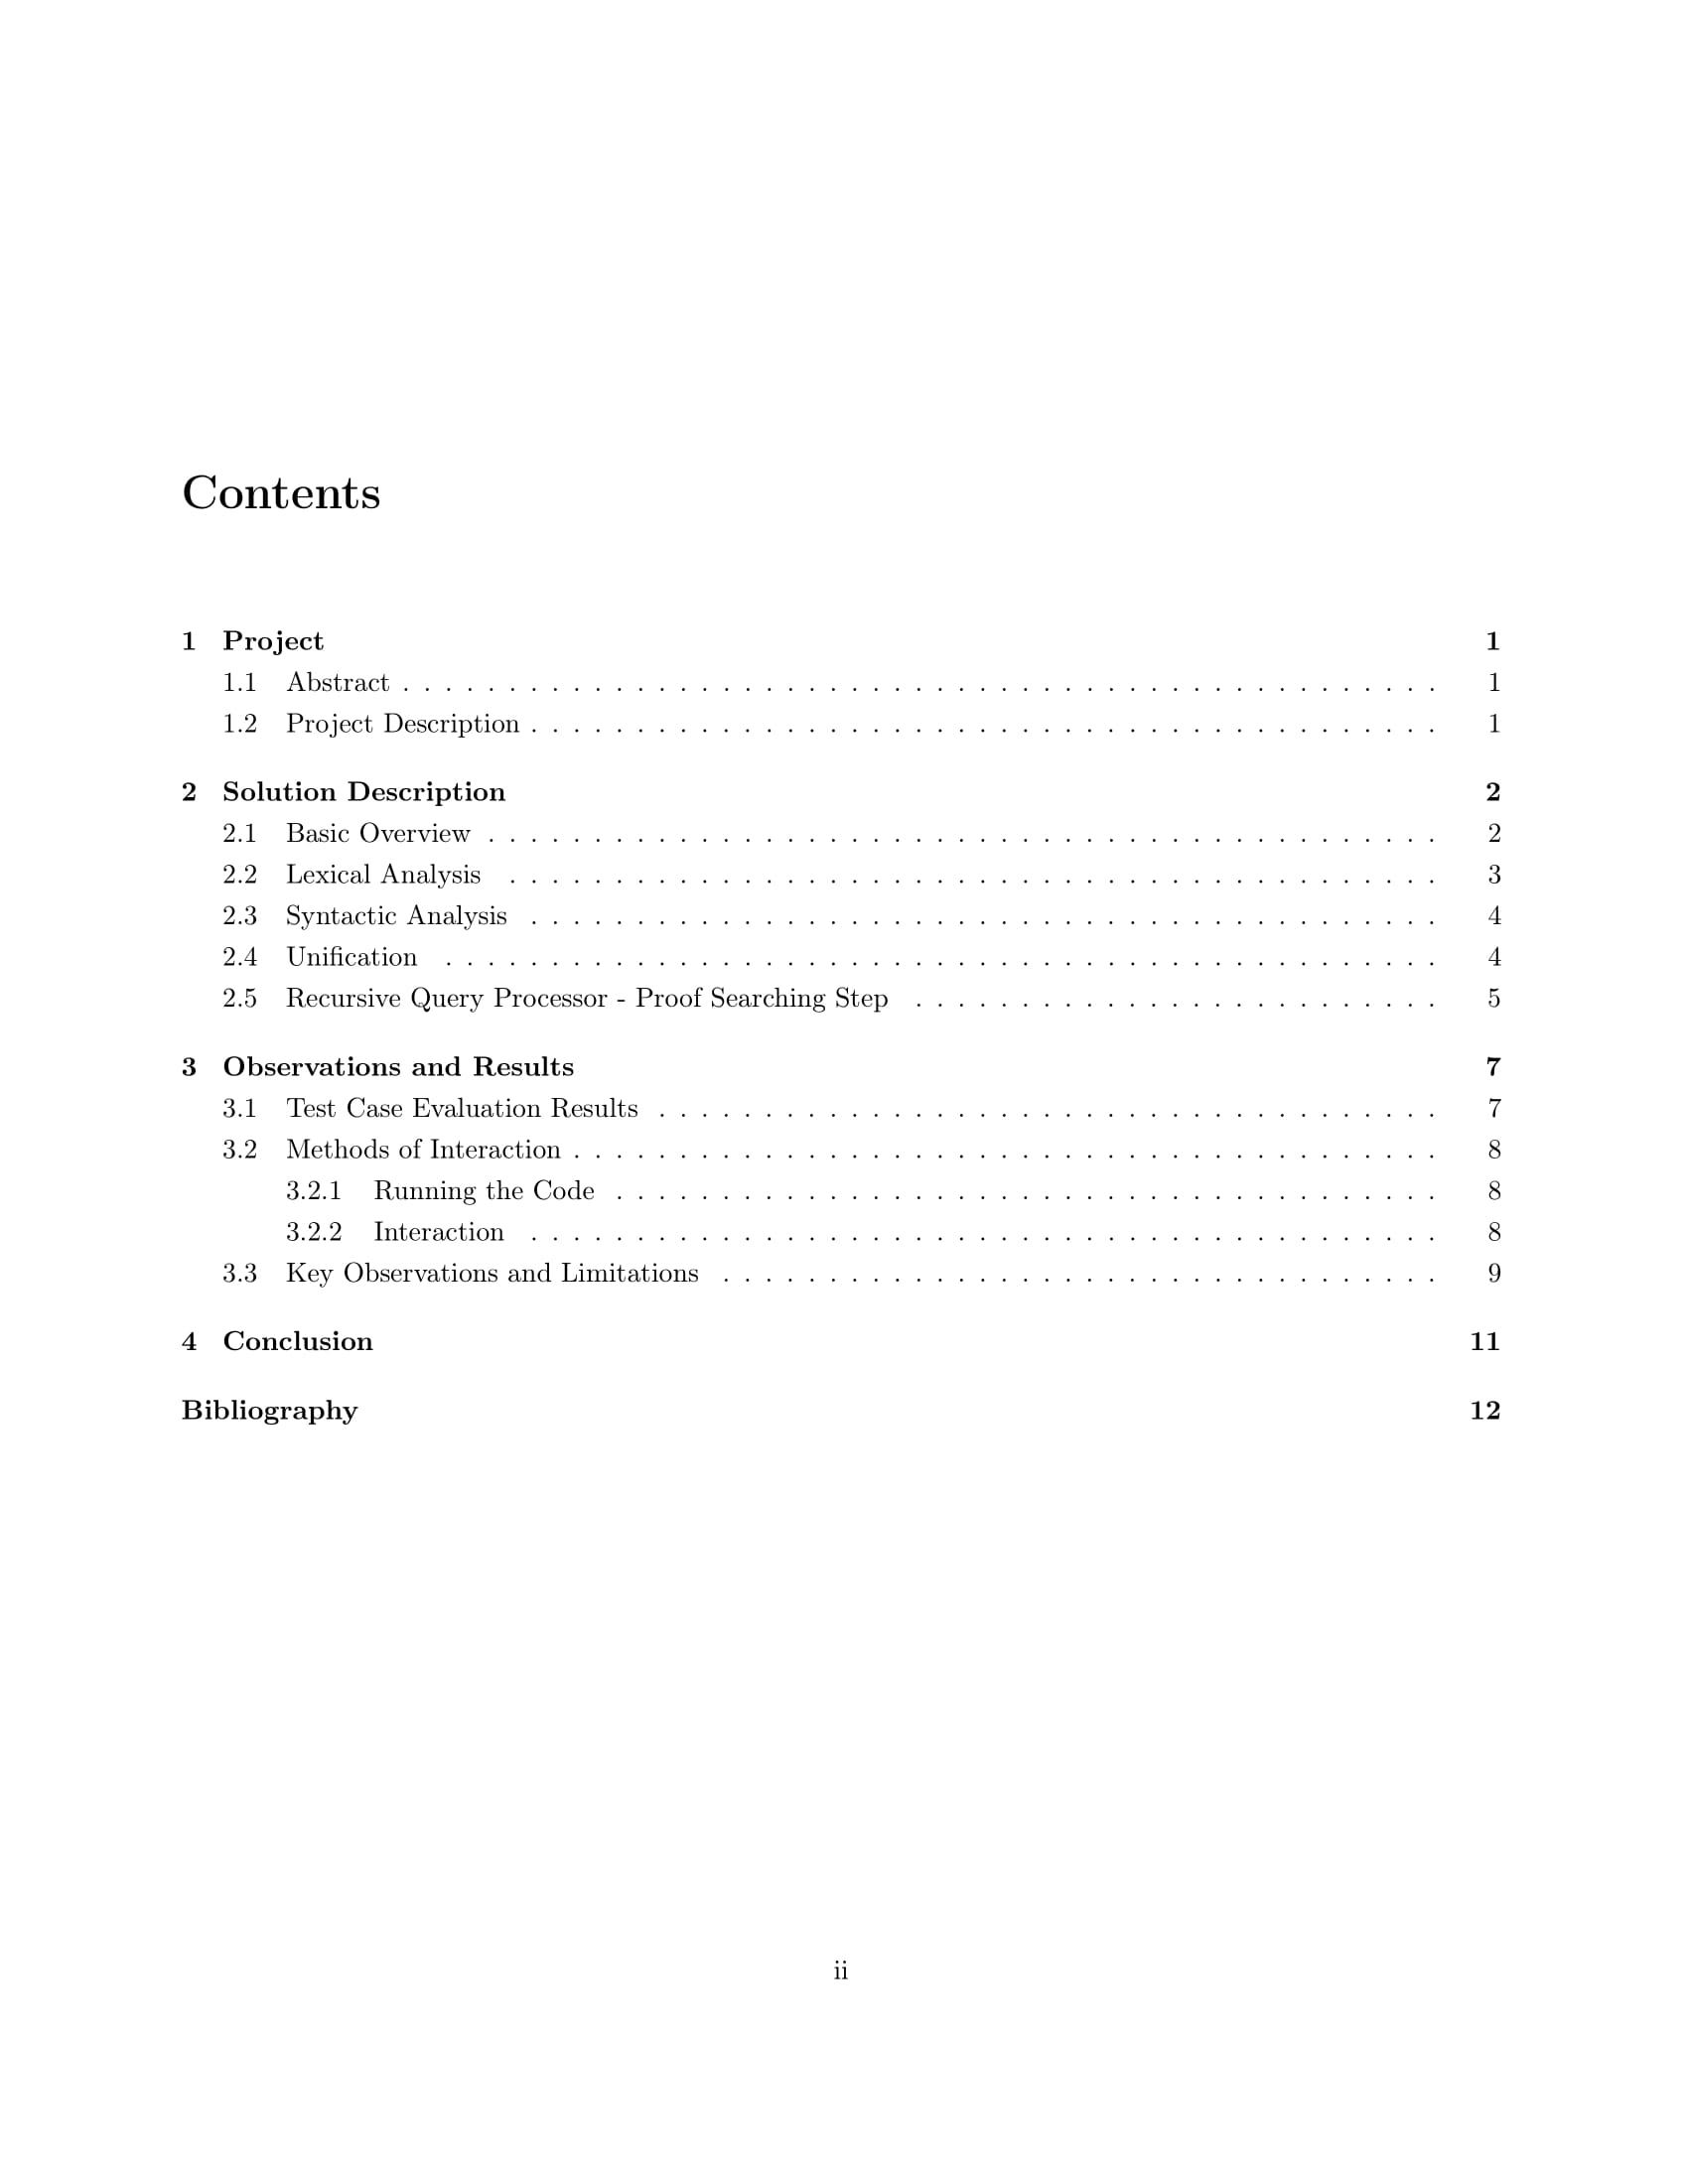 Contents
1 Project 1
1.1 Abstract . . . . . . . . . . . . . . . . . . . . . . . . . . . . . . . . . . . . . . . . . . . . . . . . . 1
1.2 Project Description . . . . . . . . . . . . . . . . . . . . . . . . . . . . . . . . . . . . . . . . . . . 1
2 Solution Description 2
2.1 Basic Overview . . . . . . . . . . . . . . . . . . . . . . . . . . . . . . . . . . . . . . . . . . . . . 2
2.2 Lexical Analysis . . . . . . . . . . . . . . . . . . . . . . . . . . . . . . . . . . . . . . . . . . . . 3
2.3 Syntactic Analysis . . . . . . . . . . . . . . . . . . . . . . . . . . . . . . . . . . . . . . . . . . . 4
2.4 Unification . . . . . . . . . . . . . . . . . . . . . . . . . . . . . . . . . . . . . . . . . . . . . . . 4
2.5 Recursive Query Processor - Proof Searching Step . . . . . . . . . . . . . . . . . . . . . . . . . 5
3 Observations and Results 7
3.1 Test Case Evaluation Results . . . . . . . . . . . . . . . . . . . . . . . . . . . . . . . . . . . . . 7
3.2 Methods of Interaction . . . . . . . . . . . . . . . . . . . . . . . . . . . . . . . . . . . . . . . . . 8
3.2.1 Running the Code . . . . . . . . . . . . . . . . . . . . . . . . . . . . . . . . . . . . . . . 8
3.2.2 Interaction . . . . . . . . . . . . . . . . . . . . . . . . . . . . . . . . . . . . . . . . . . . 8
3.3 Key Observations and Limitations . . . . . . . . . . . . . . . . . . . . . . . . . . . . . . . . . . 9
4 Conclusion 11
Bibliography 12
ii